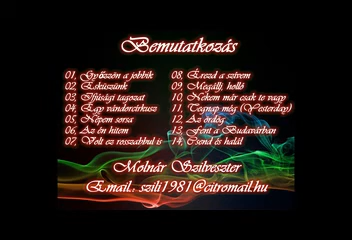 Bemutatkozás
01, Győzzön a jobbik
02, Esküszünk
03, Ifjúsági tagozat
04, Egy vándorcirkusz
05, Népem sorsa
06, Az én hitem
07, Volt ez rosszabbul is
08, Érezd a szívem
09, Megállj, holló
10, Nekem már csak te vagy
11, Tegnap még (Yesterday)
12, Az ördög
13, Fent a Budavárban
14, Csend és halál
Molnár Szilveszter
Email.: szili1981@citromail.hu